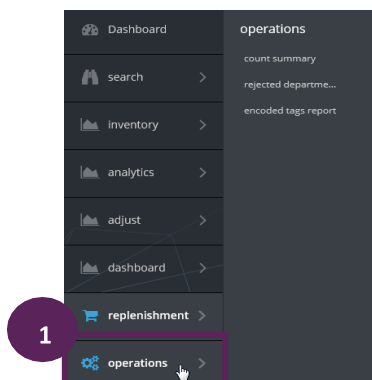 Dashboard
search
inventory
analytics
adjust
dashboard
replenishment
operations
1
operations
count summary
rejected departme...
encoded tags report